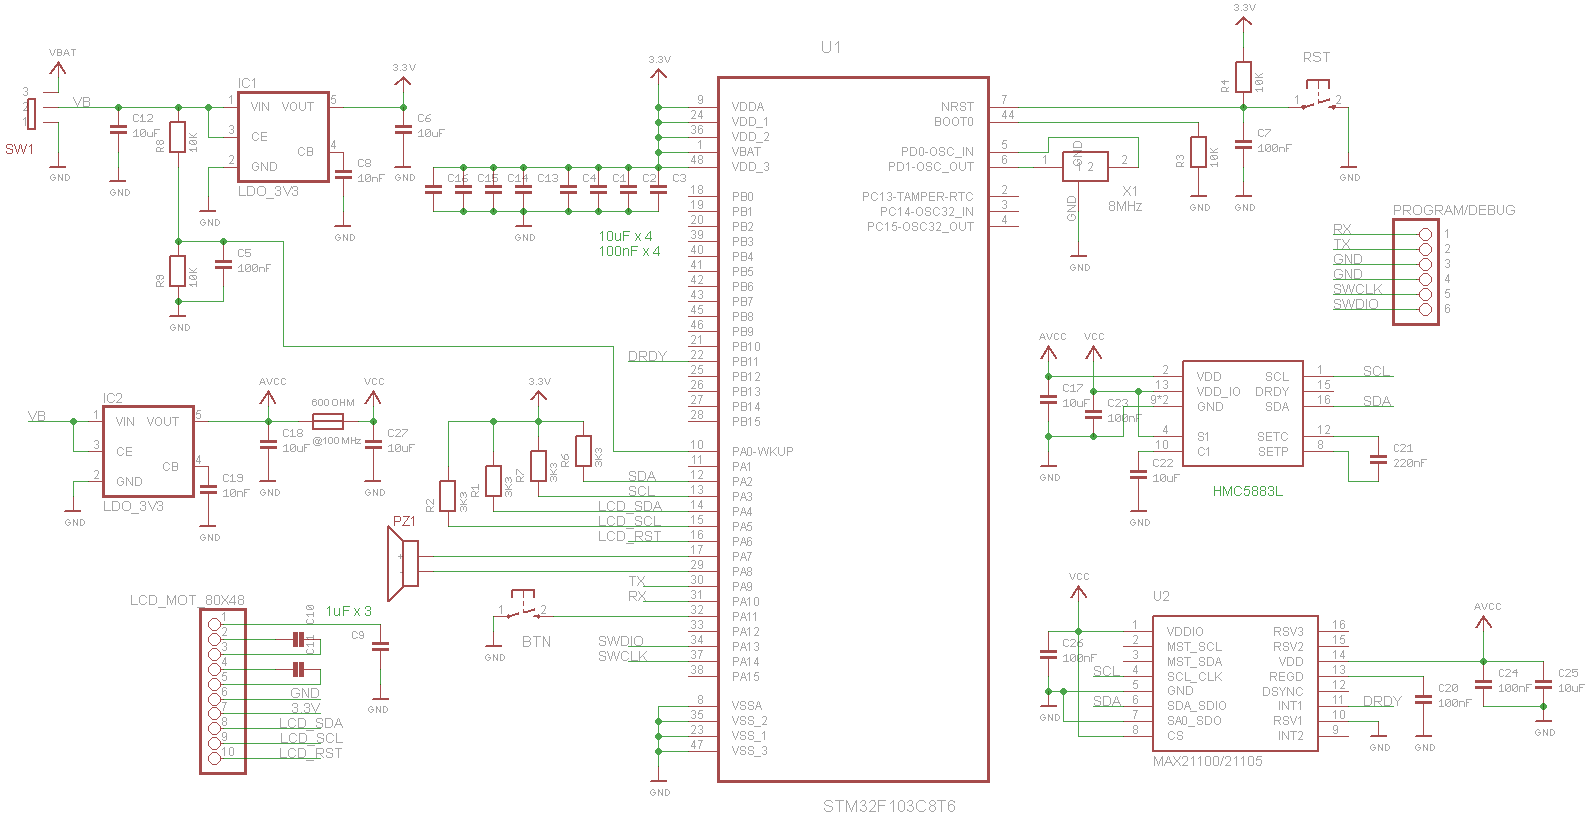 VBAT
3
2
1
VB
SW1
GND
C12
10uF
GND
R8
10K
IC1
1
VIN
VOUT
5
3
CE
CB
4
2
GND
LDO_3V3
GND
3.3V
C6
10uF
GND
C8
10nF
GND
R9
10K
C5
100nF
GND
C16
C15
C14
C13
C4
C1
C2
C3
GND
10uF x 4
100nF x 4
3.3V
U1
9
VDDA
24
VDD_1
36
VDD_2
1
VBAT
48
VDD_3
18
PB0
19
PB1
20
PB2
39
PB3
40
PB4
41
PB5
42
PB6
43
PB7
45
PB8
46
PB9
21
PB10
DRDY
22
PB11
25
PB12
26
PB13
27
PB14
28
PB15
10
PA0-WKUP
11
PA1
SDA
12
PA2
SCL
13
PA3
LCD_SDA
14
PA4
LCD_SCL
15
PA5
LCD_RST
16
PA6
17
PA7
29
PA8
TX
30
PA9
RX
31
PA10
32
PA11
33
PA12
SWDIO
34
PA13
SWCLK
37
PA14
38
PA15
8
VSSA
35
VSS_2
23
VSS_1
47
VSS_3
GND
NRST
7
BOOT0
44
PD0-OSC_IN
5
PD1-OSC_OUT
6
PC13-TAMPER-RTC
2
PC14-OSC32_IN
3
PC15-OSC32_OUT
4
STM32F103C8T6
3.3V
R4
10K
RST
1
2
GND
C7
100nF
GND
R3
10K
GND
1
GND
1 2
2
X1
8MHz
GND
GND
PROGRAM/DEBUG
RX
1
TX
2
GND
3
GND
4
SWCLK
5
SWDIO
6
VB
IC2
1
VIN
VOUT
5
3
CE
CB
4
2
GND
LDO_3V3
GND
AVCC
C18
10uF
GND
600 OHM
@100 MHz
VCC
C27
10uF
GND
C19
10nF
GND
3.3V
R2
3K3
R1
3K3
R7
3K3
R6
3K3
PZ1
+
-
1
2
BTN
GND
LCD_MOT_80X48
1uF x 3
1
2
3
4
5
6
7
8
9
10
C10
C11
C9
GND
GND
3.3V
LCD_SDA
LCD_SCL
LCD_RST
AVCC
VCC
C17
10uF
C23
100nF
GND
C22
10uF
GND
2
VDD
13
VDD_IO
9*2
GND
4
S1
10
C1
SCL
1
SCL
DRDY
15
SDA
16
SDA
SETC
12
SETP
8
C21
220nF
HMC5883L
VCC
C26
100nF
GND
U2
1
VDDIO
2
MST_SCL
3
MST_SDA
SCL
4
SCL_CLK
5
GND
SDA
6
SDA_SDIO
7
SA0_SDO
8
CS
RSV3
16
RSV2
15
VDD
14
REGD
13
DSYNC
12
INT1
11
DRDY
RSV1
10
INT2
9
MAX21100/21105
GND
C20
100nF
GND
AVCC
C24
100nF
C25
10uF
GND